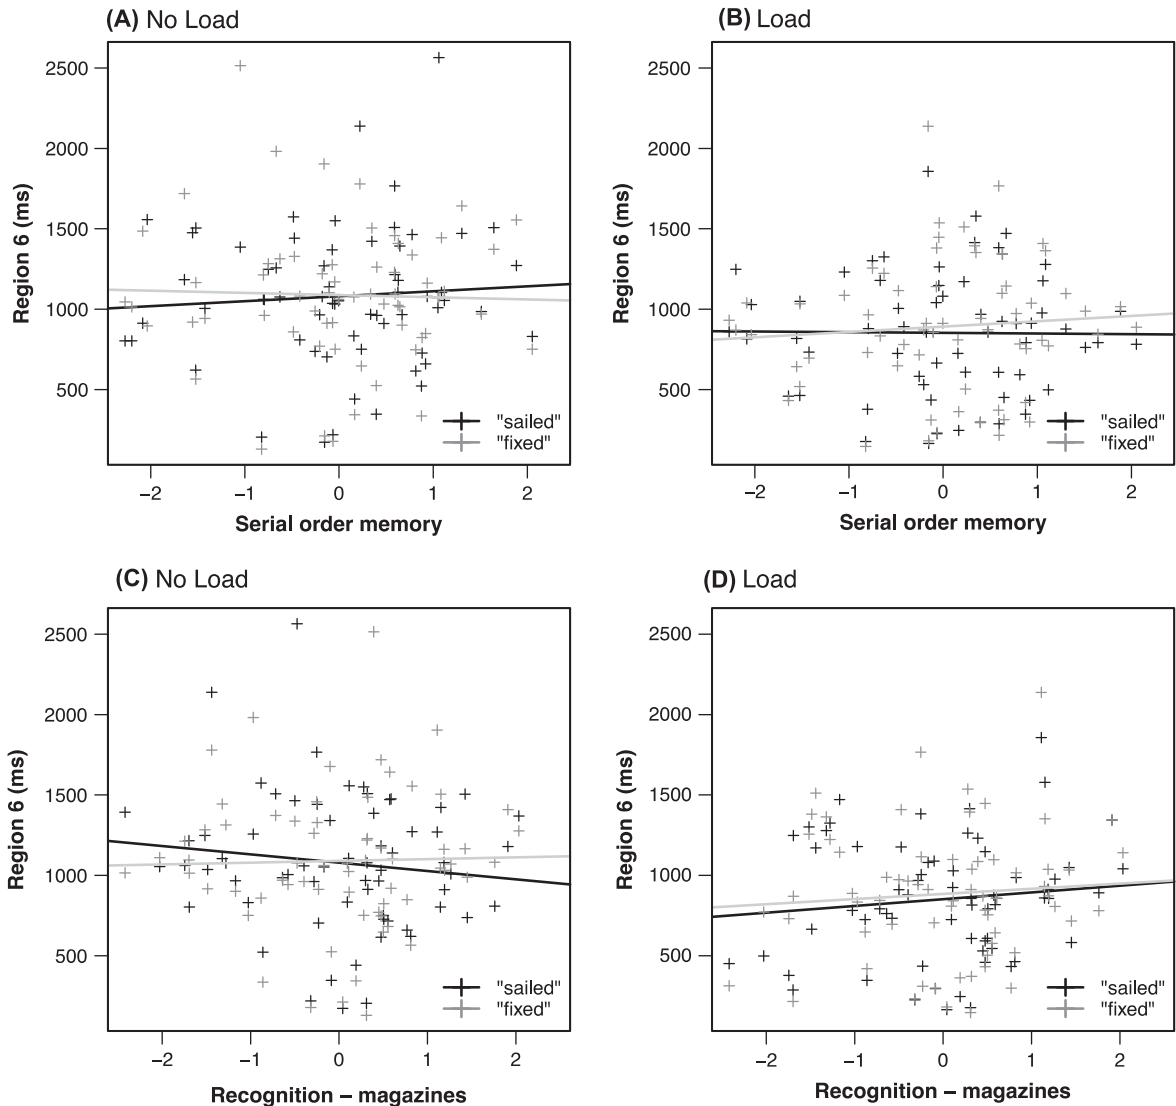 (A) No Load
Region 6 (ms)
2500
2000
1500
1000
500
−2
−1
0
1
2
Serial order memory
"sailed"
"fixed"
(B) Load
Region 6 (ms)
2500
2000
1500
1000
500
−2
−1
0
1
2
Serial order memory
"sailed"
"fixed"
(C) No Load
Region 6 (ms)
2500
2000
1500
1000
500
−2
−1
0
1
2
Recognition – magazines
"sailed"
"fixed"
(D) Load
Region 6 (ms)
2500
2000
1500
1000
500
−2
−1
0
1
2
Recognition – magazines
"sailed"
"fixed"